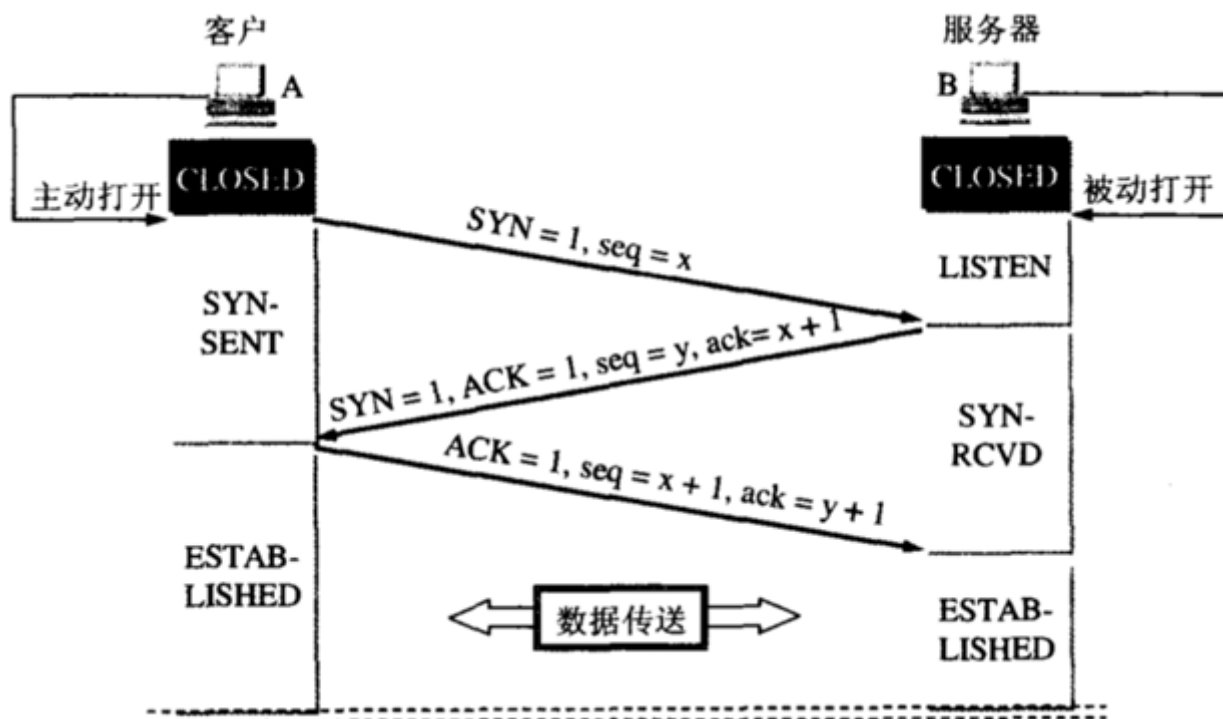 客户
服务器
A
B
CLOSED
CLOSED
主动打开
被动打开
SYN = 1, seq = x
LISTEN
SYN-
SENT
SYN = 1, ACK = 1, seq = y, ack= x + 1
SYN-
RCVD
ACK = 1, seq = x + 1, ack = y + 1
ESTAB-
LISHED
数据传送
ESTAB-
LISHED